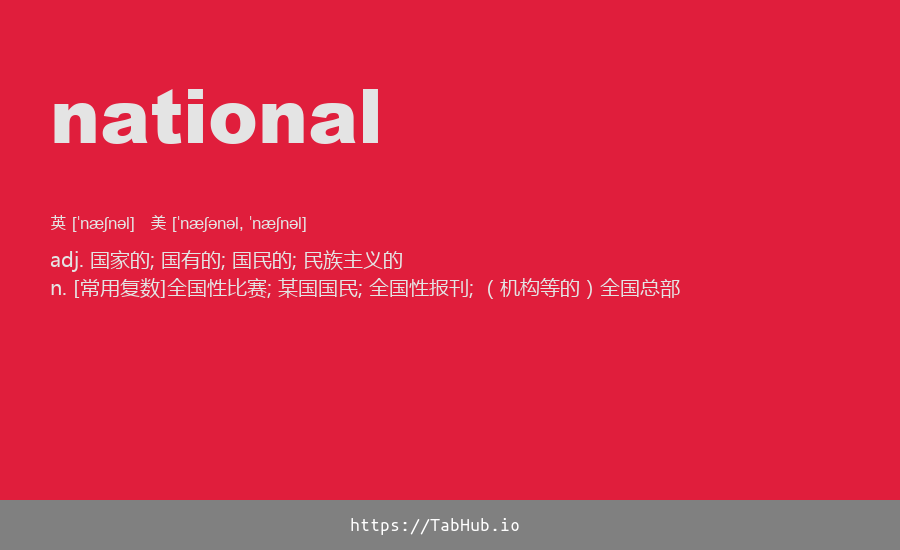 national
英 [ˈnæʃnəl] 美 [ˈnæʃənəl, ˈnæʃnəl]
adj. 国家的; 国有的; 国民的; 民族主义的
n. [常用复数]全国性比赛; 某国国民; 全国性报刊; （机构等的）全国总部
https://TabHub.io